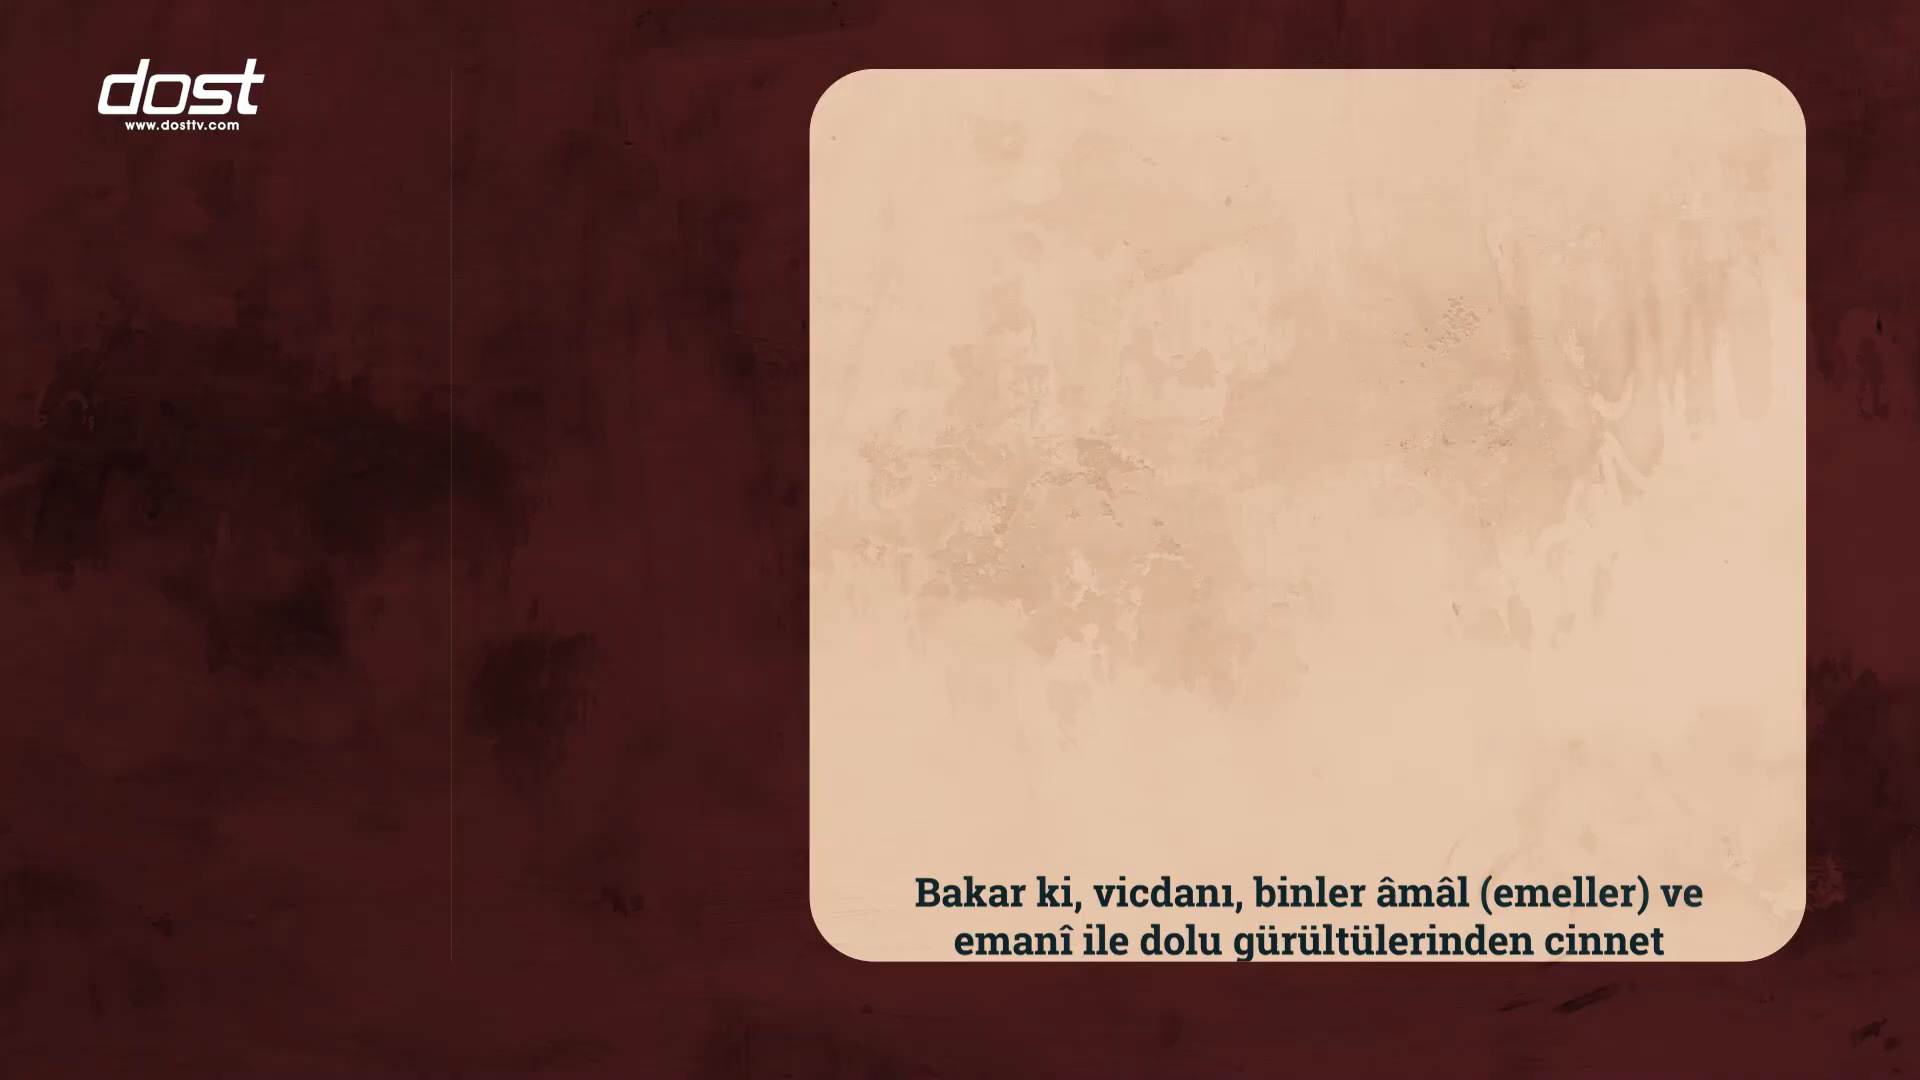 dost
www.dosttv.com
Bakar ki, vicdanı, binler âmâl (emeller) ve
emanî ile dolu gürültülerinden cinnet